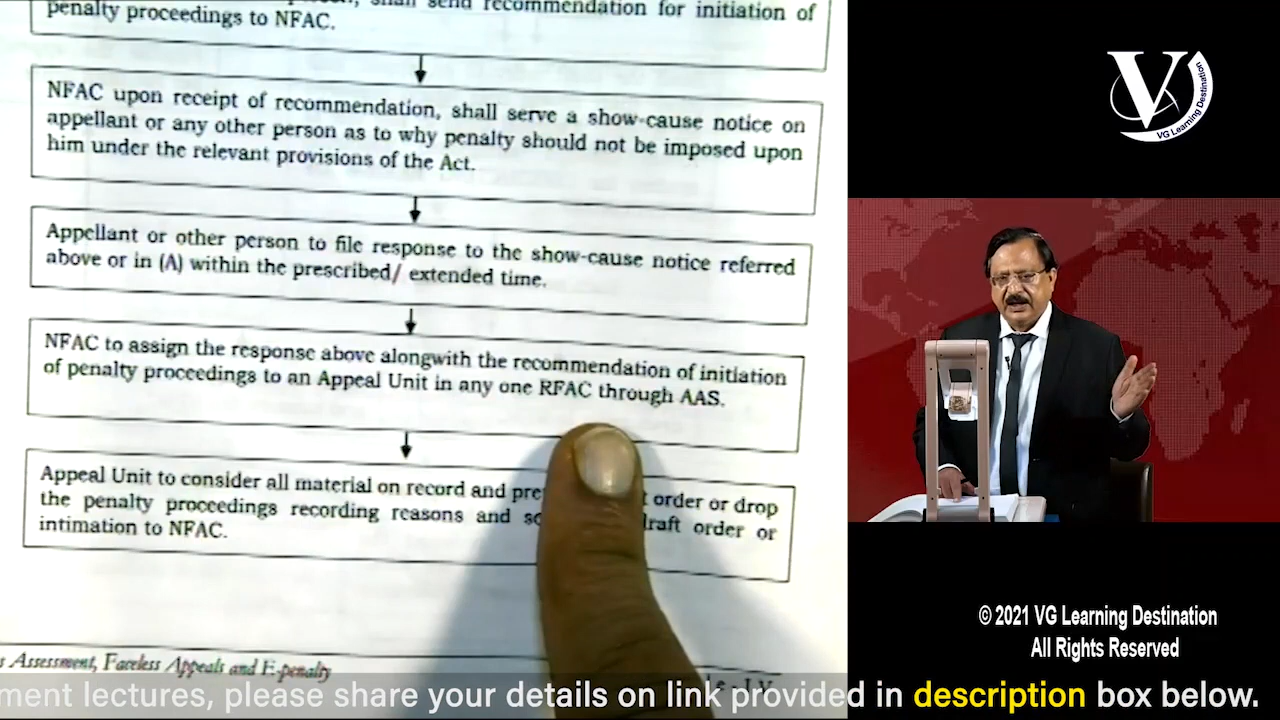 shall send recommendation for initiation of
penalty proceedings to NFAC.
NFAC upon receipt of recommendation, shall serve a show-cause notice on
appellant or any other person as to why penalty should not be imposed upon
him under the relevant provisions of the Act.
Appellant or other person to file response to the show-cause notice referred
above or in (A) within the prescribed/ extended time.
NFAC to assign the response above alongwith the recommendation of initiation
of penalty proceedings to an Appeal Unit in any one RFAC through AAS.
Appeal Unit to consider all material on record and order or drop
the penalty proceedings recording reasons and draft order or
intimation to NFAC.
Assessment, Faceless Appeals and E-penalty
V
VG Learning Destination
© 2021 VG Learning Destination
All Rights Reserved
ment lectures, please share your details on link provided in description box below.